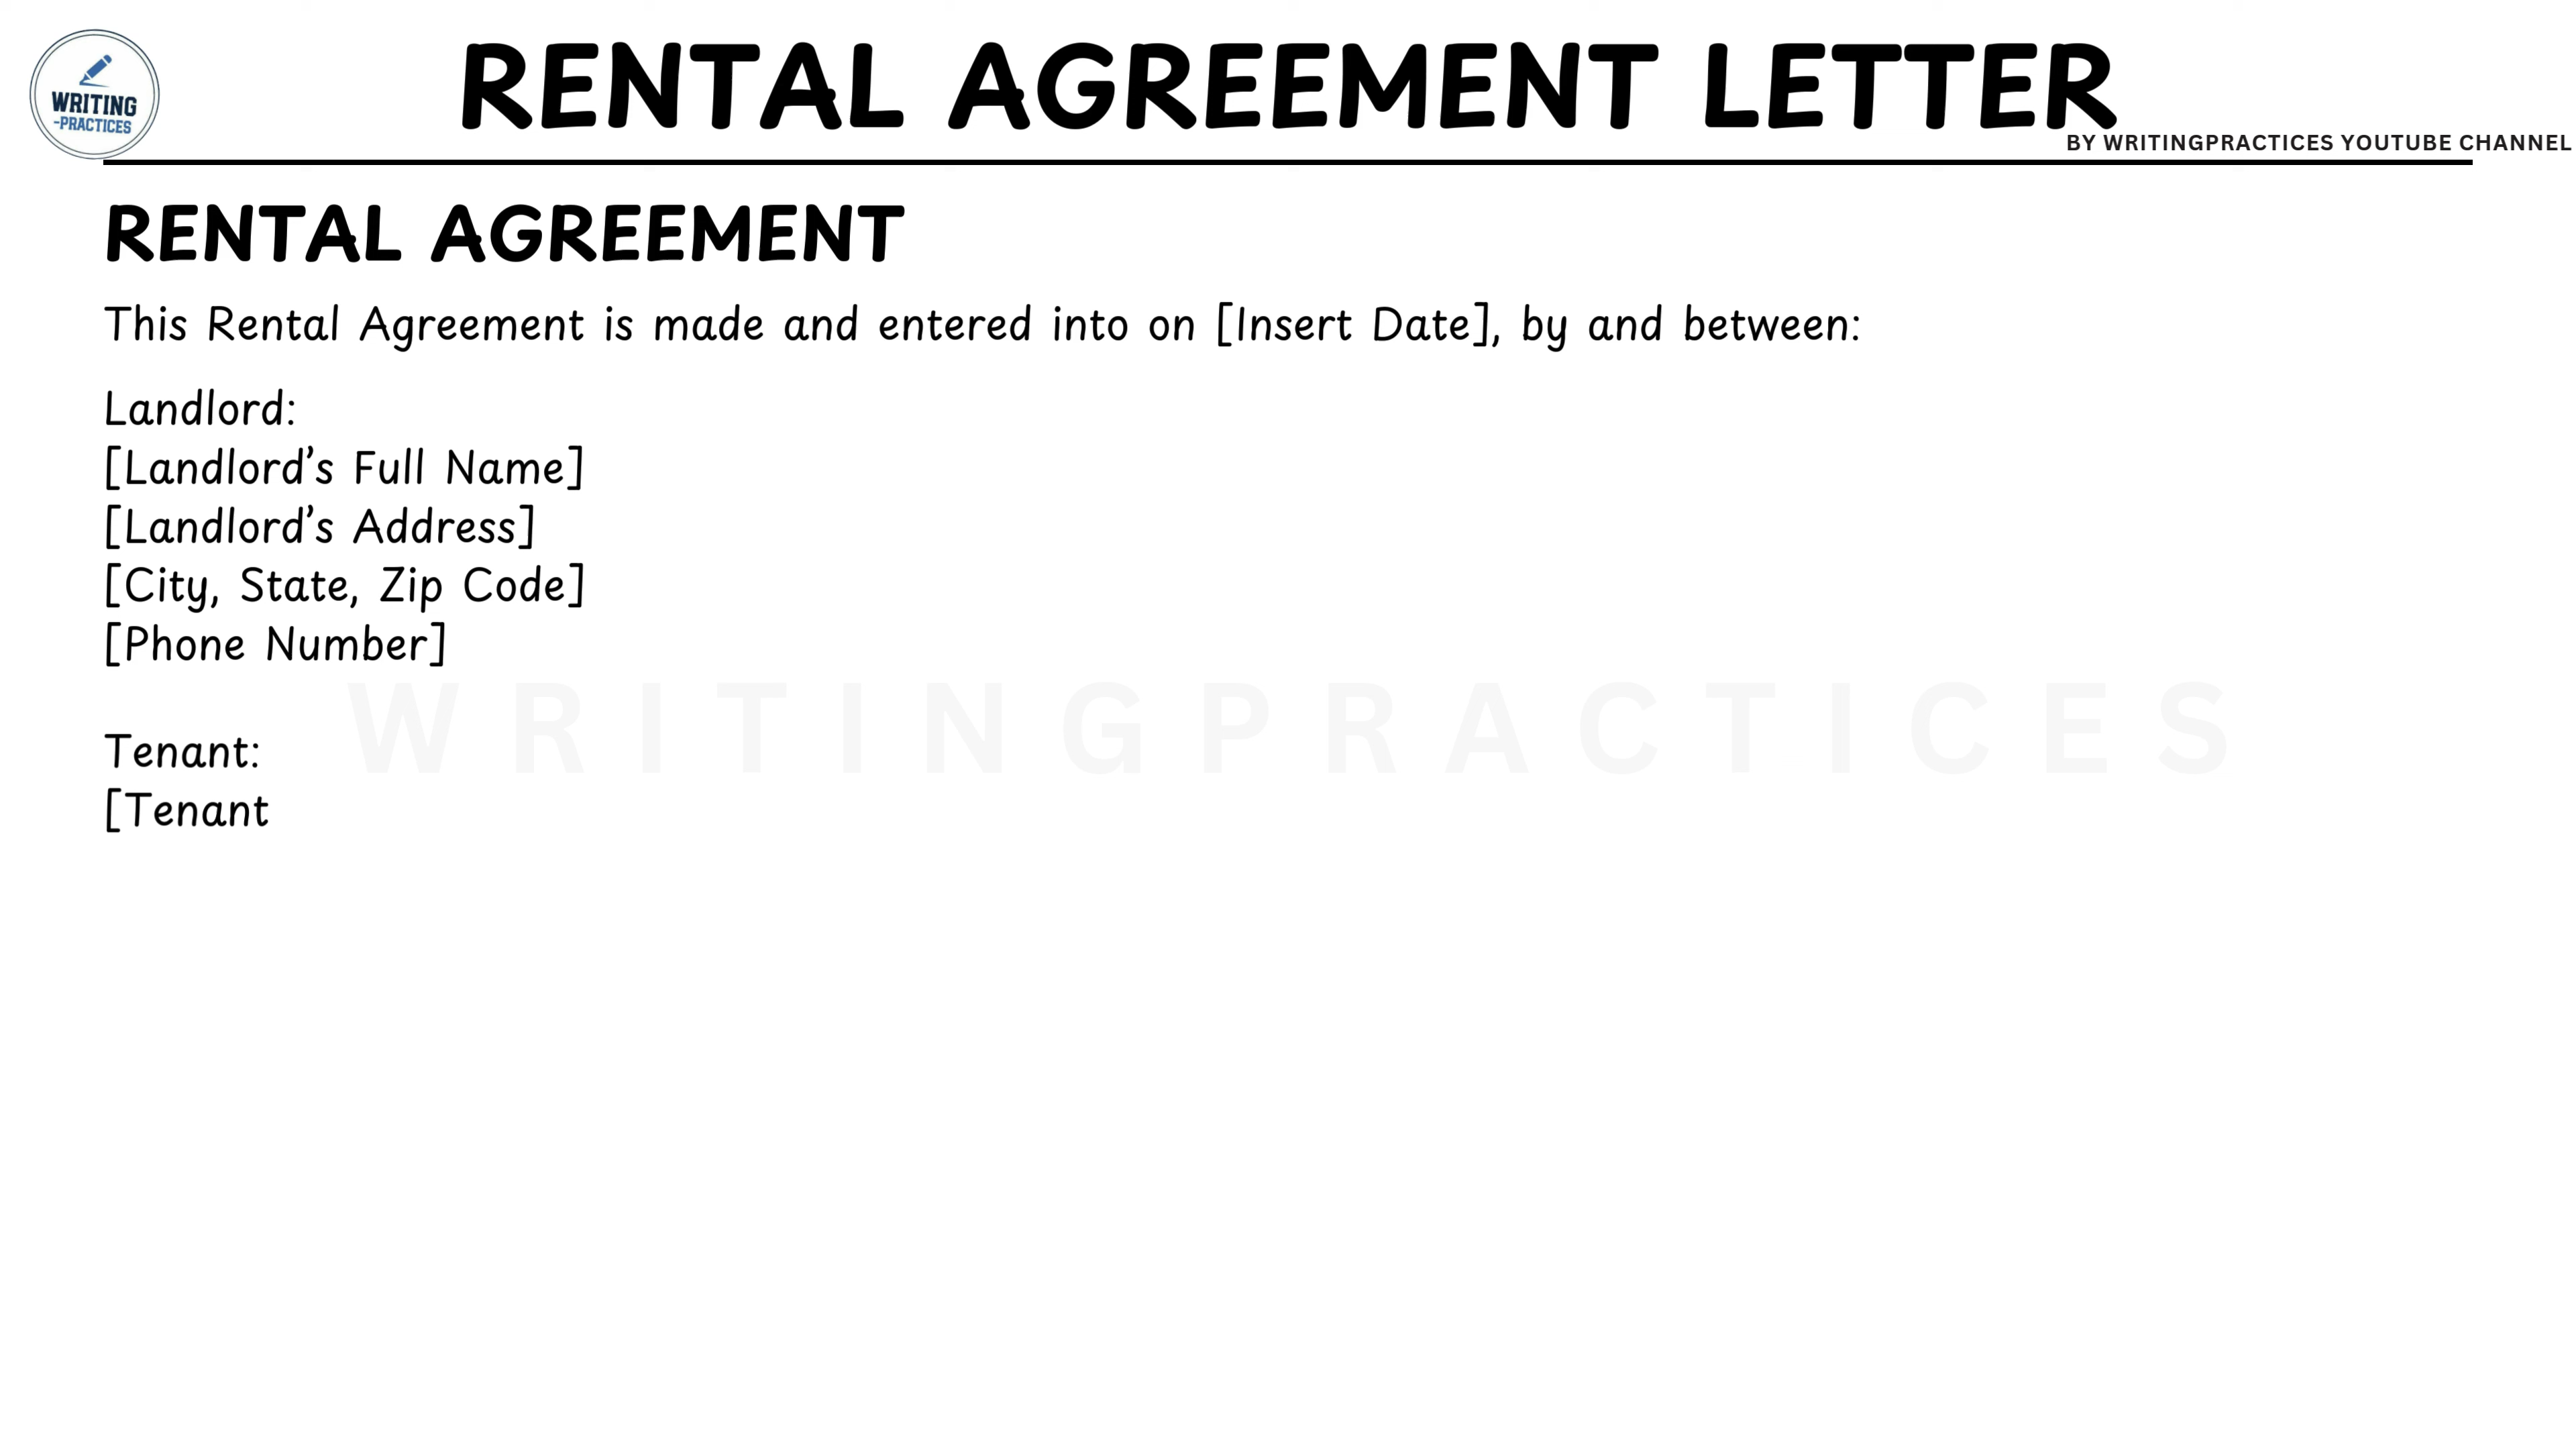 WRITING
-PRACTICES
RENTAL AGREEMENT LETTER
BY WRITINGPRACTICES YOUTUBE CHANNEL
RENTAL AGREEMENT
This Rental Agreement is made and entered into on [Insert Date], by and between:
Landlord:
[Landlord’s Full Name]
[Landlord’s Address]
[City, State, Zip Code]
[Phone Number]
WRITINGPRACTICES
Tenant:
[Tenant